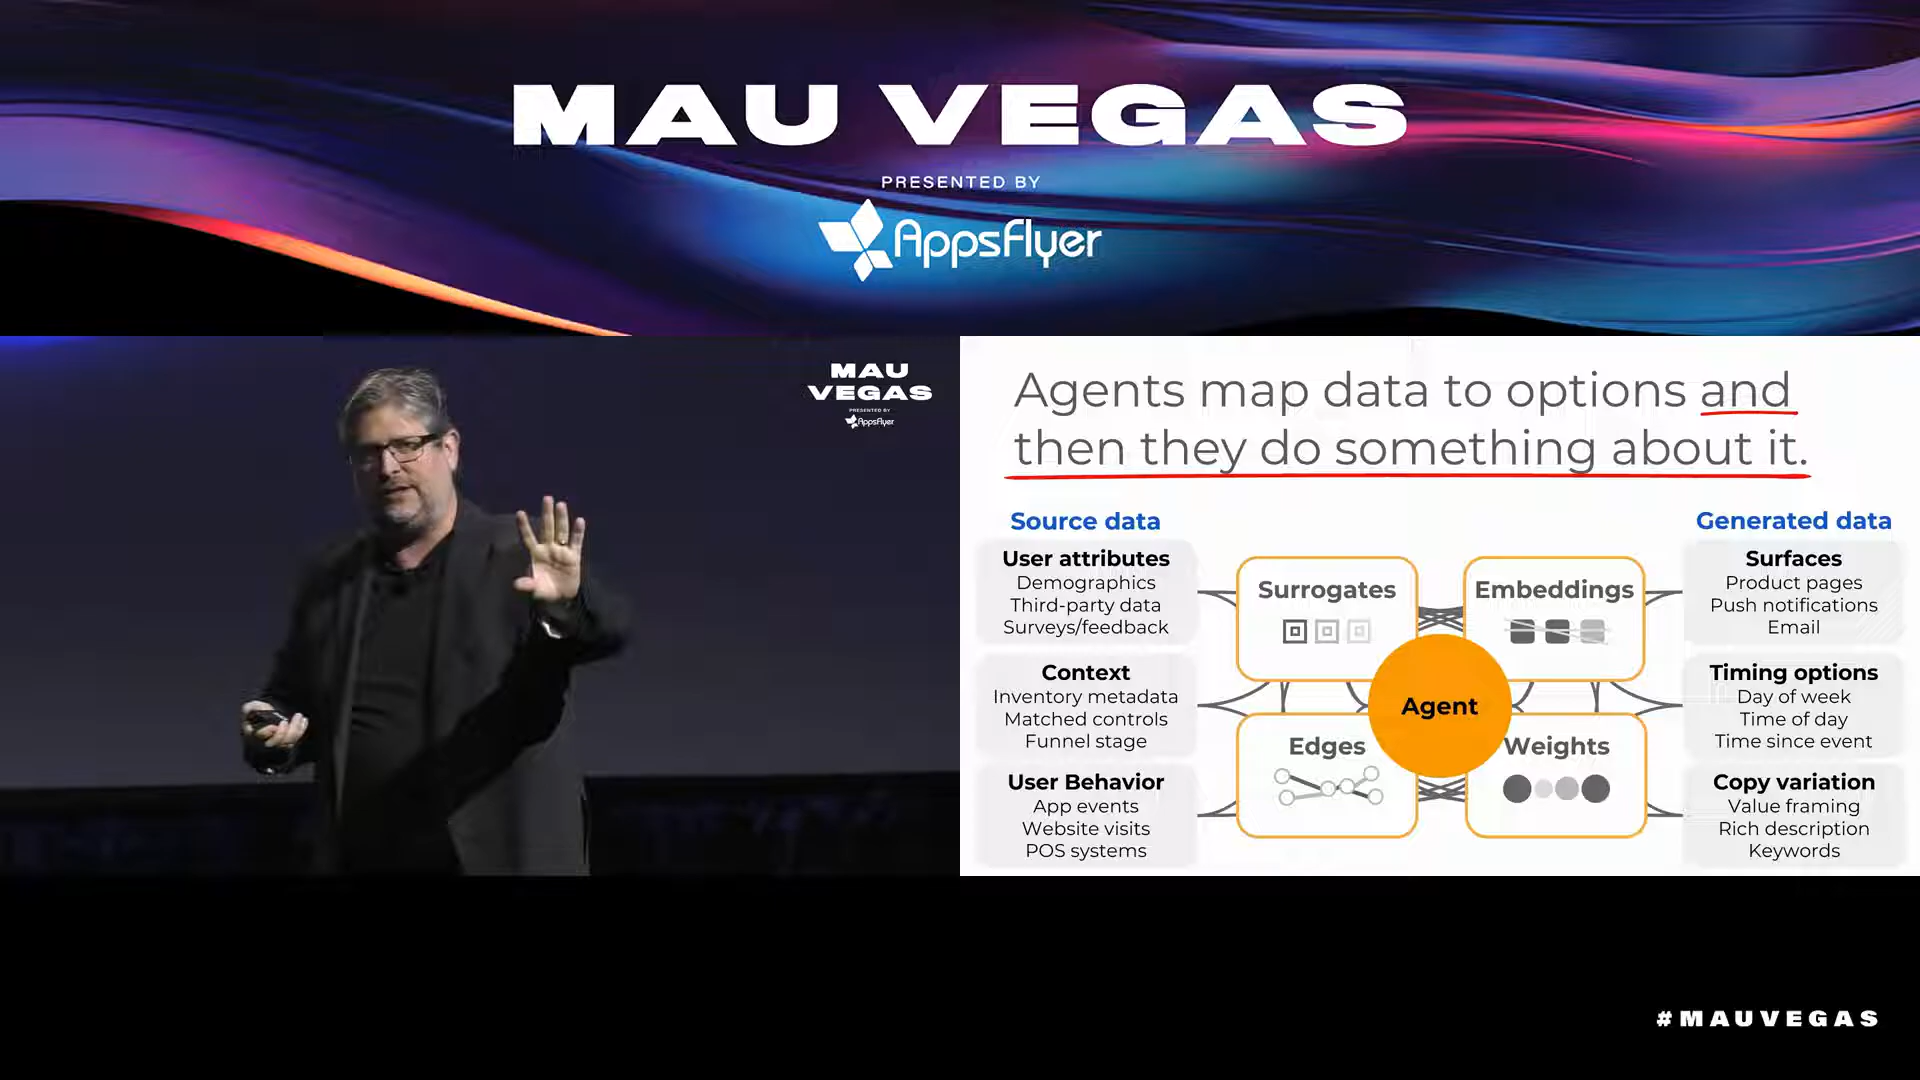 MAU VEGAS
PRESENTED BY
AppsFlyer
MAU
VEGAS
PRESENTED BY
AppsFlyer
Agents map data to options and
then they do something about it.
Source data
User attributes
Demographics
Third-party data
Surveys/feedback
Context
Inventory metadata
Matched controls
Funnel stage
User Behavior
App events
Website visits
POS systems
Surrogates
Embeddings
Agent
Edges
Weights
Generated data
Surfaces
Product pages
Push notifications
Email
Timing options
Day of week
Time of day
Time since event
Copy variation
Value framing
Rich description
Keywords
#MAUVEGAS